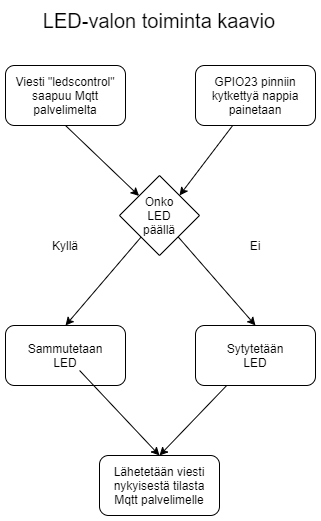 LED-valon toiminta kaavio
Viesti "ledscontrol"
saapuu Mqtt
palvelimelta
GPIO23 pinniin
kytkettyä nappia
painetaan
Onko
LED
päällä
Kyllä
Ei
Sammutetaan
LED
Sytytetään
LED
Lähetetään viesti
nykyisestä tilasta
Mqtt palvelimelle